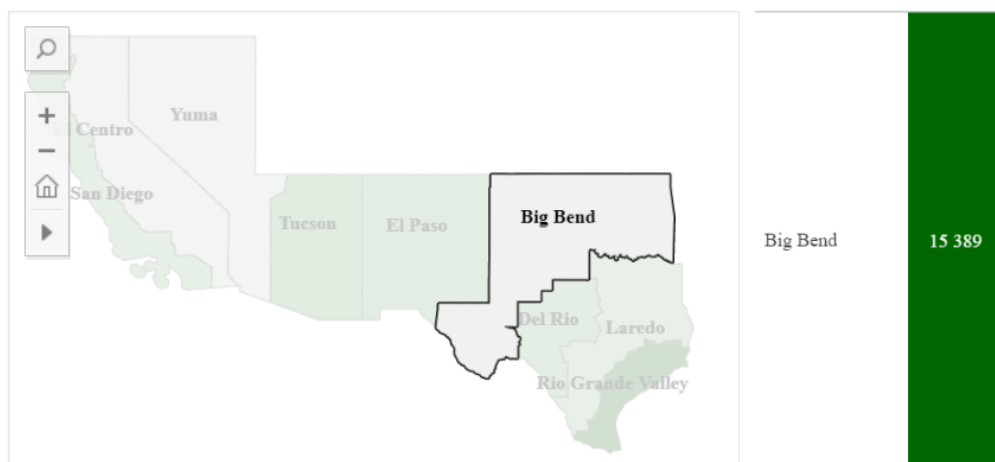 Yuma
El Centro
San Diego
Tucson
El Paso
Big Bend
Del Rio
Laredo
Rio Grande Valley
Big Bend 15 389